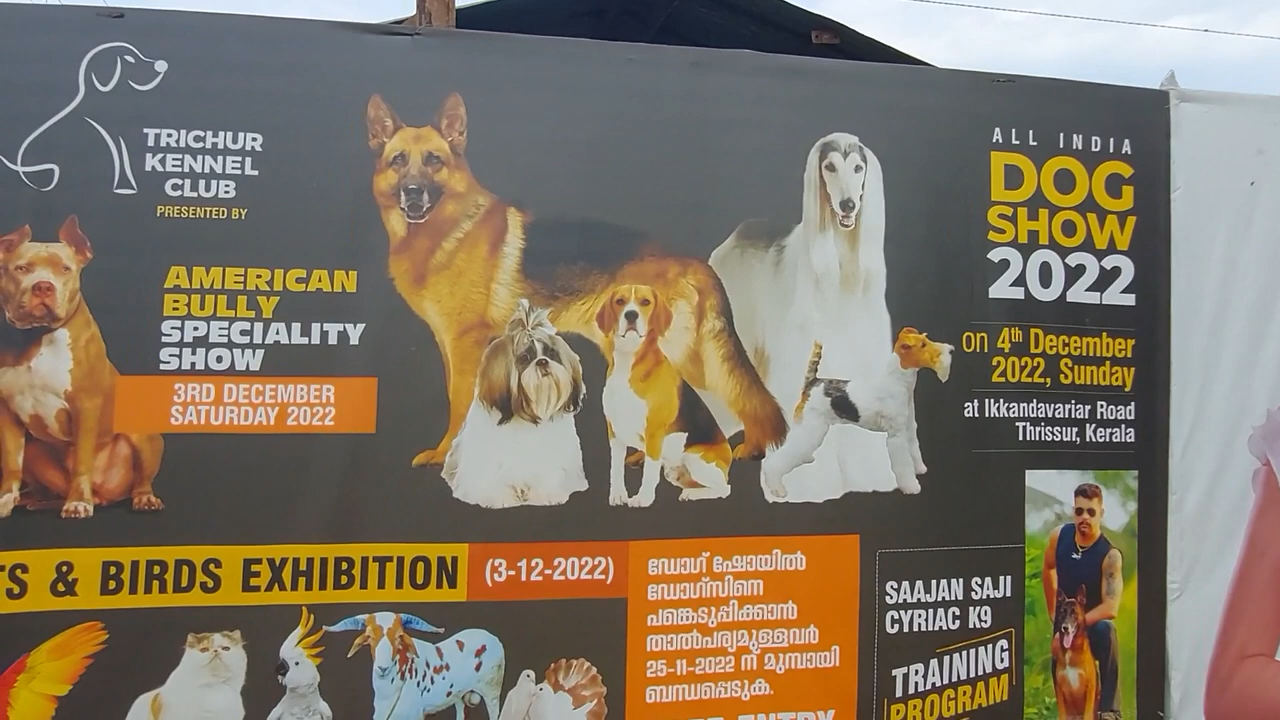 TRICHUR
KENNEL
CLUB
PRESENTED BY
AMERICAN
BULLY
SPECIALITY
SHOW
3RD DECEMBER
SATURDAY 2022
ALL INDIA
DOG
SHOW
2022
on 4th December
2022, Sunday
at Ikkandavariar Road
Thrissur, Kerala
& BIRDS EXHIBITION (3-12-2022)
ഡോഗ് ഷോയിൽ
ഡോഗ്സിനെ
പങ്കെടുപ്പിക്കാൻ
താൽപര്യമുള്ളവർ
25-11-2022 ന് മുമ്പായി
ബന്ധപ്പെടുക.
ENTRY
SAAJAN SAJI
CYRIAC K9
TRAINING
PROGRAM